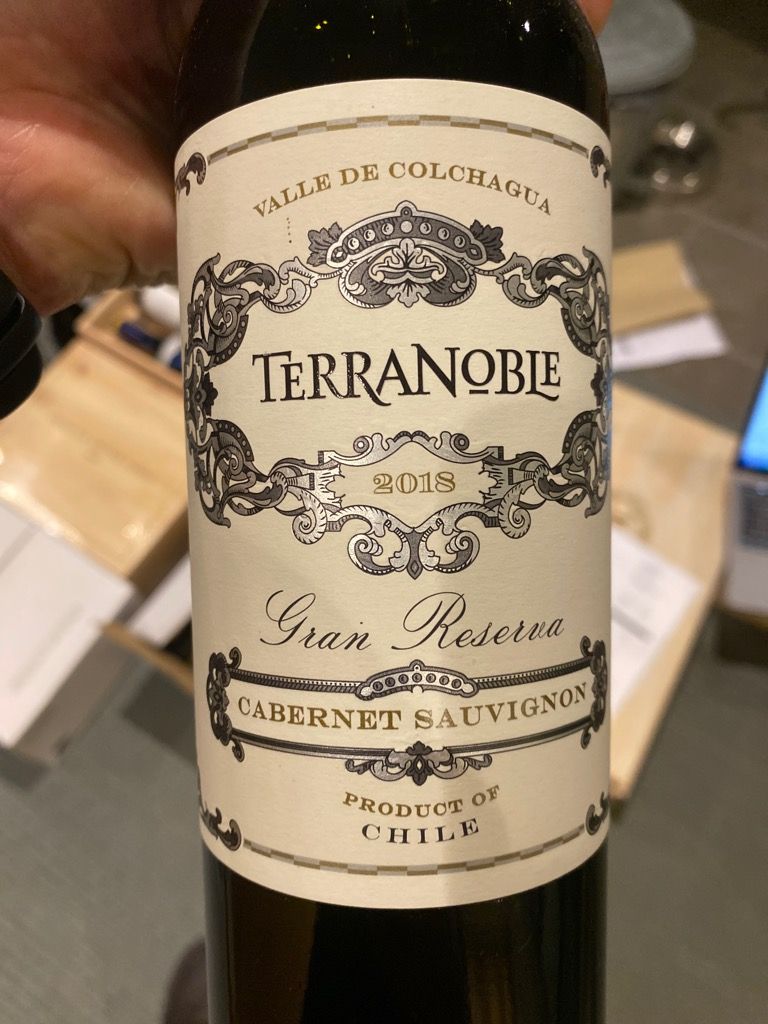 VALLE DE COLCHAGUA
TERRANOBLE
2018
Gran Reserva
CABERNET SAUVIGNON
PRODUCT OF
CHILE